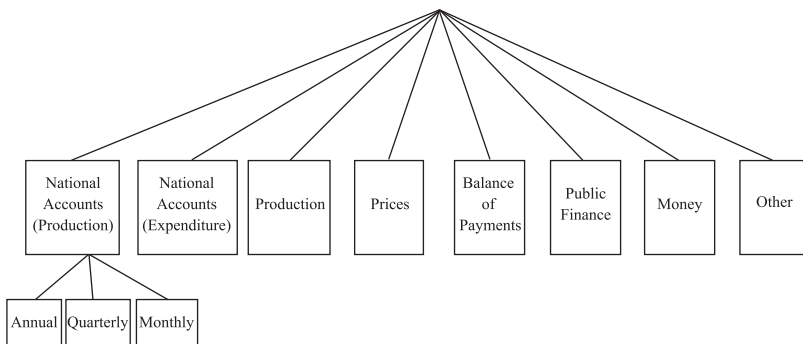 National
Accounts
(Production)
National
Accounts
(Expenditure)
Production
Prices
Balance
of
Payments
Public
Finance
Money
Other
Annual
Quarterly
Monthly